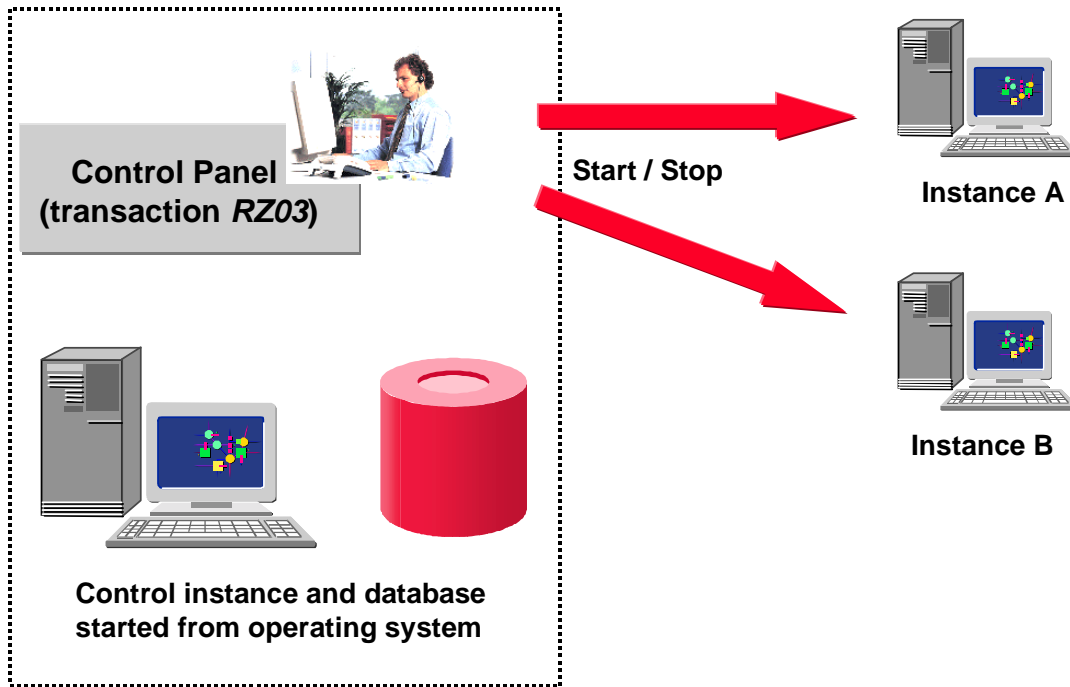 Control Panel
(transaction RZ03)
Start / Stop
Instance A
Instance B
Control instance and database
started from operating system